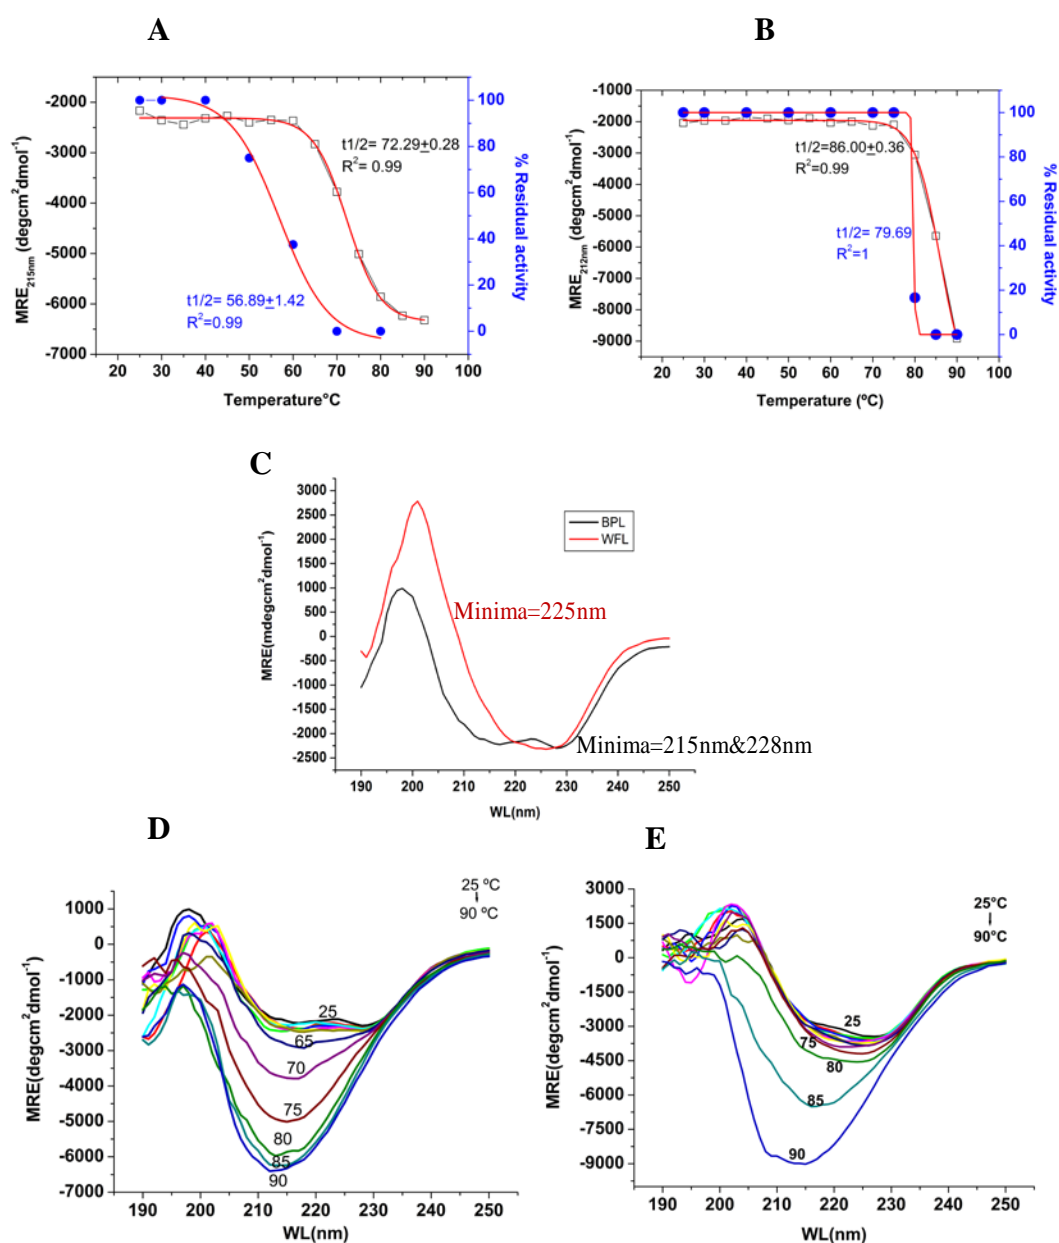 A
B
-2000
-3000
-4000
-5000
-6000
-7000
MRE215nm (degcm2dmol-1)
t1/2= 72.29±0.28
R2= 0.99
t1/2= 56.89±1.42
R2=0.99
100
80
60
40
20
0
% Residual activity
20 30 40 50 60 70 80 90 100
Temperature°C
-1000
-2000
-3000
-4000
-5000
-6000
-7000
-8000
-9000
MRE212nm (degcm2dmol-1)
t1/2=86.00±0.36
R2=0.99
t1/2= 79.69
R2=1
100
80
60
40
20
0
% Residual activity
20 30 40 50 60 70 80 90 100
Temperature (ºC)
C
3000
2500
2000
1500
1000
500
0
-500
-1000
-1500
-2000
-2500
MRE(mdegcm2dmol-1)
BPL
WFL
Minima=225nm
Minima=215nm&228nm
190 200 210 220 230 240 250
WL(nm)
D
E
1000
0
-1000
-2000
-3000
-4000
-5000
-6000
-7000
MRE(degcm2dmol-1)
25 ºC
90 ºC
25
65
70
75
80
85
90
190 200 210 220 230 240 250
WL(nm)
3000
1500
0
-1500
-3000
-4500
-6000
-7500
-9000
MRE(degcm2dmol-1)
25ºC
90ºC
25
75
80
85
90
190 200 210 220 230 240 250
WL(nm)